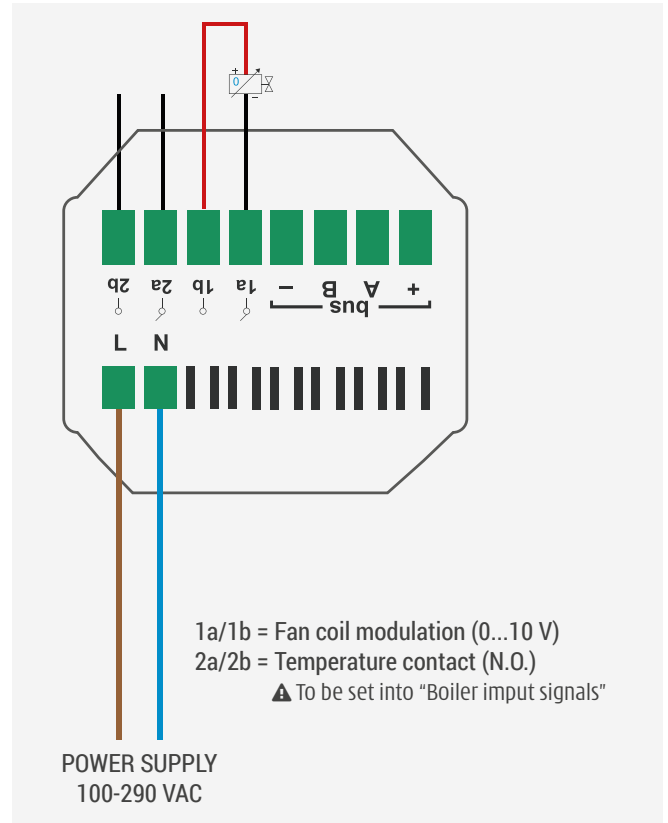 +
0
−
2b 2a 1b 1a − B A +
bus
L N
1a/1b = Fan coil modulation (0...10 V)
2a/2b = Temperature contact (N.O.)
To be set into “Boiler imput signals”
POWER SUPPLY
100-290 VAC